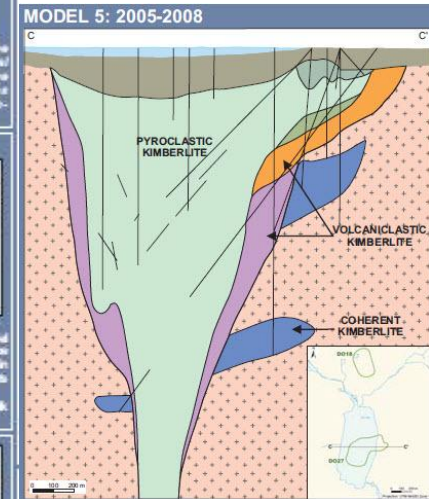 MODEL 5: 2005-2008
C C'
PYROCLASTIC
KIMBERLITE
VOLCANICLASTIC
KIMBERLITE
COHERENT
KIMBERLITE
DO18
C C'
DO27
0 100 200 m